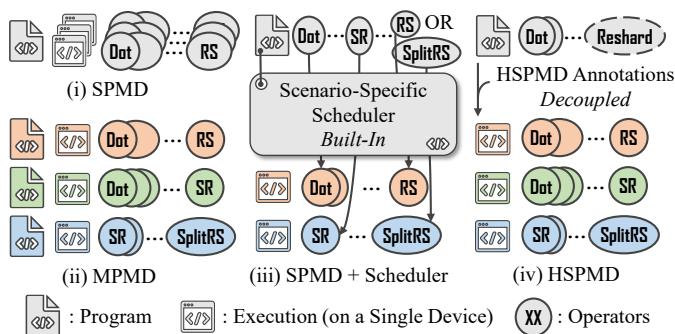 Dot ... RS
(i) SPMD
Dot ... RS
Dot ... SR
SR ... SplitRS
(ii) MPMD
Dot ... SR ... RS OR
SplitRS
Scenario-Specific
Scheduler
Built-In
Dot ... RS
SR ... SplitRS
(iii) SPMD + Scheduler
Dot ... Reshard
HSPMD Annotations
Decoupled
Dot ... RS
Dot ... SR
SR ... SplitRS
(iv) HSPMD
</> : Program </> : Execution (on a Single Device) XX : Operators